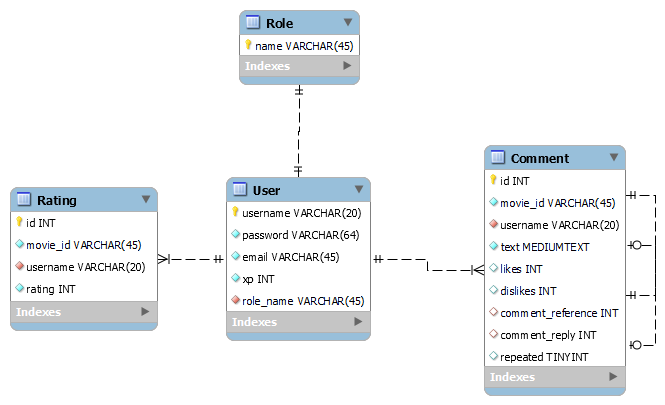 Role
name VARCHAR(45)
Indexes
Rating
id INT
movie_id VARCHAR(45)
username VARCHAR(20)
rating INT
Indexes
User
username VARCHAR(20)
password VARCHAR(64)
email VARCHAR(45)
xp INT
role_name VARCHAR(45)
Indexes
Comment
id INT
movie_id VARCHAR(45)
username VARCHAR(20)
text MEDIUMTEXT
likes INT
dislikes INT
comment_reference INT
comment_reply INT
repeated TINYINT
Indexes